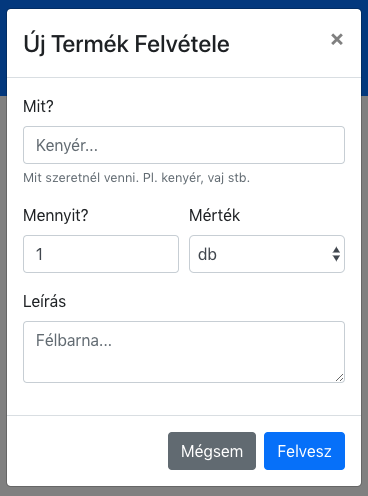 Új Termék Felvétele ×
Mit?
Kenyér...
Mit szeretnél venni. Pl. kenyér, vaj stb.
Mennyit? Mérték
1 db
Leírás
Félbarna...
Mégsem Felvesz